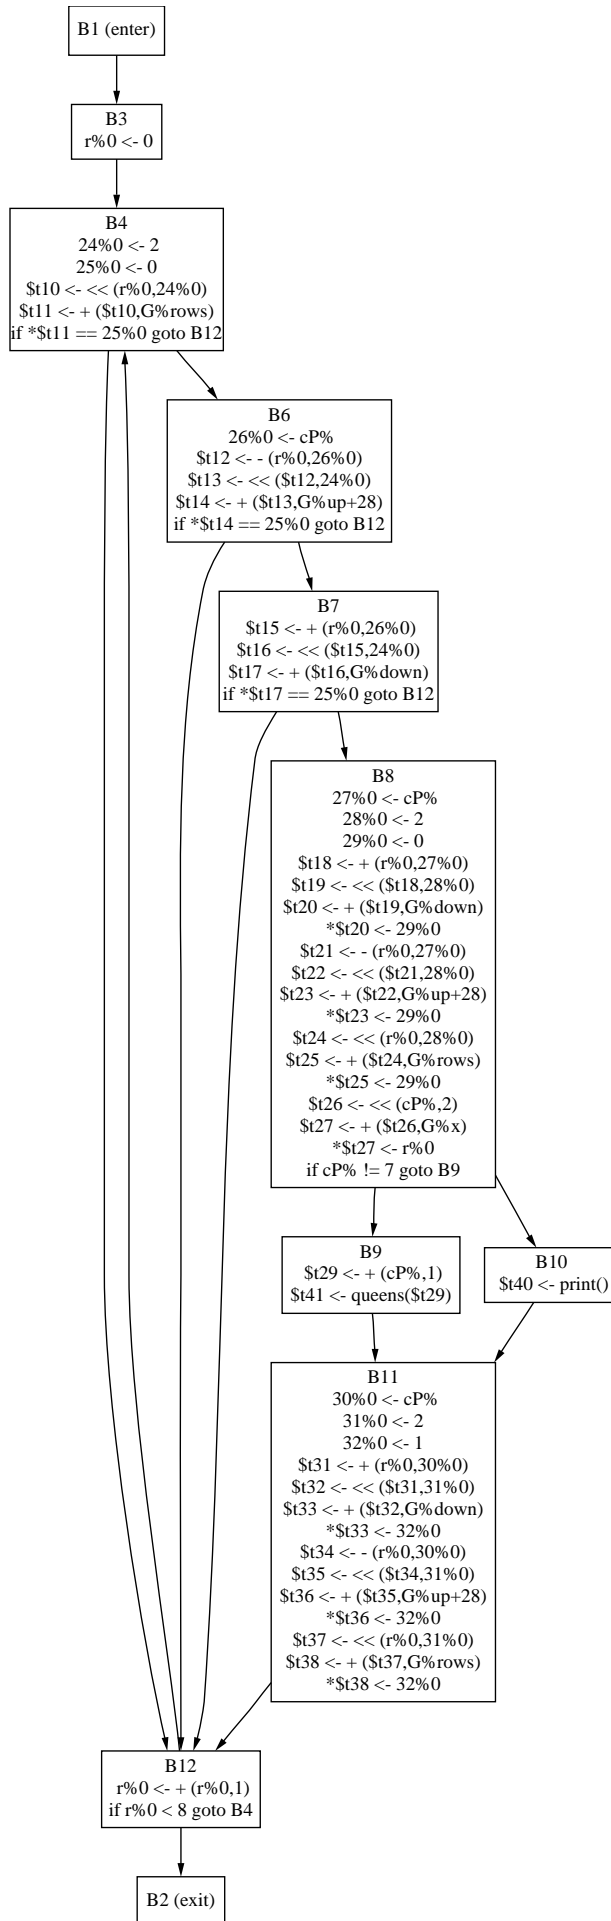 B1 (enter)
B3
r%0 <- 0
B4
24%0 <- 2
25%0 <- 0
$t10 <- << (r%0,24%0)
$t11 <- + ($t10,G%rows)
if *$t11 == 25%0 goto B12
B6
26%0 <- cP%
$t12 <- - (r%0,26%0)
$t13 <- << ($t12,24%0)
$t14 <- + ($t13,G%up+28)
if *$t14 == 25%0 goto B12
B7
$t15 <- + (r%0,26%0)
$t16 <- << ($t15,24%0)
$t17 <- + ($t16,G%down)
if *$t17 == 25%0 goto B12
B8
27%0 <- cP%
28%0 <- 2
29%0 <- 0
$t18 <- + (r%0,27%0)
$t19 <- << ($t18,28%0)
$t20 <- + ($t19,G%down)
*$t20 <- 29%0
$t21 <- - (r%0,27%0)
$t22 <- << ($t21,28%0)
$t23 <- + ($t22,G%up+28)
*$t23 <- 29%0
$t24 <- << (r%0,28%0)
$t25 <- + ($t24,G%rows)
*$t25 <- 29%0
$t26 <- << (cP%,2)
$t27 <- + ($t26,G%x)
*$t27 <- r%0
if cP% != 7 goto B9
B9
$t29 <- + (cP%,1)
$t41 <- queens($t29)
B10
$t40 <- print()
B11
30%0 <- cP%
31%0 <- 2
32%0 <- 1
$t31 <- + (r%0,30%0)
$t32 <- << ($t31,31%0)
$t33 <- + ($t32,G%down)
*$t33 <- 32%0
$t34 <- - (r%0,30%0)
$t35 <- << ($t34,31%0)
$t36 <- + ($t35,G%up+28)
*$t36 <- 32%0
$t37 <- << (r%0,31%0)
$t38 <- + ($t37,G%rows)
*$t38 <- 32%0
B12
r%0 <- + (r%0,1)
if r%0 < 8 goto B4
B2 (exit)